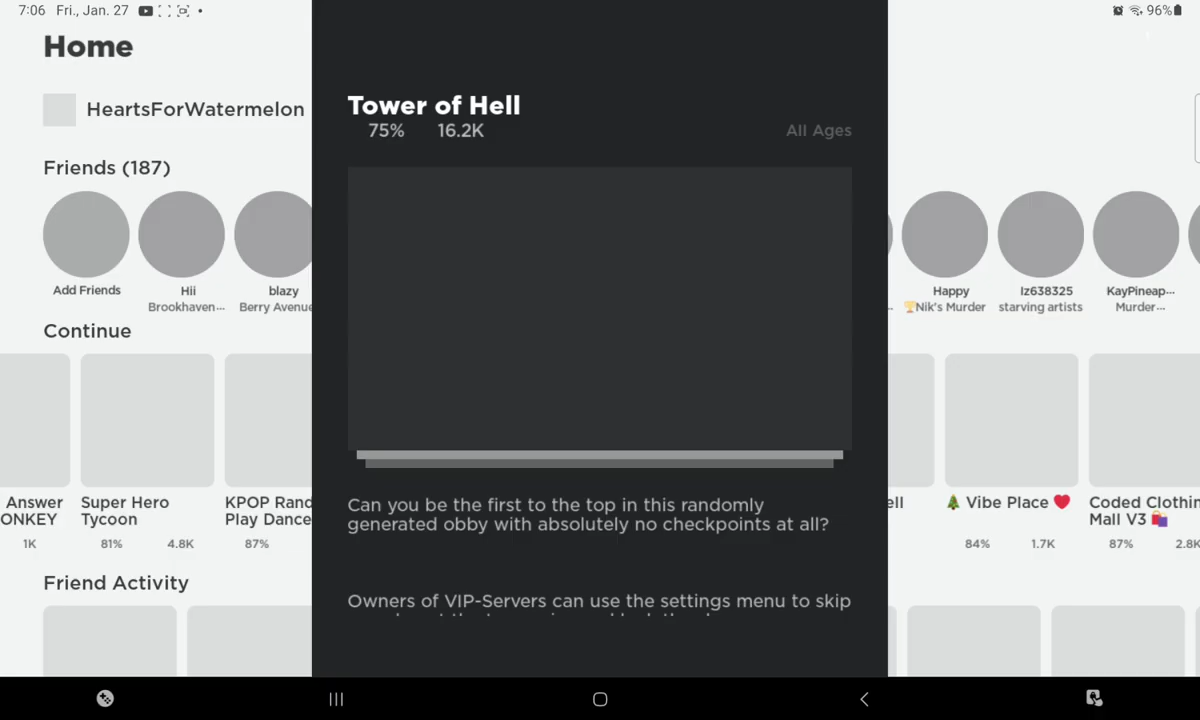 7:06 Fri., Jan. 27
96%
Home
HeartsForWatermelon
Friends (187)
Add Friends
Hii
Brookhaven...
blazy
Berry Avenue
Happy
🏆Nik's Murder
Iz638325
starving artists
KayPineap...
Murder...
Continue
Answer
ONKEY
1K
Super Hero
Tycoon
81% 4.8K
KPOP Rand
Play Dance
87%
ell
🎄 Vibe Place ❤️
84% 1.7K
Coded Clothin
Mall V3 🛍️
87% 2.8K
Friend Activity
Tower of Hell
75% 16.2K
All Ages
Can you be the first to the top in this randomly
generated obby with absolutely no checkpoints at all?
Owners of VIP-Servers can use the settings menu to skip